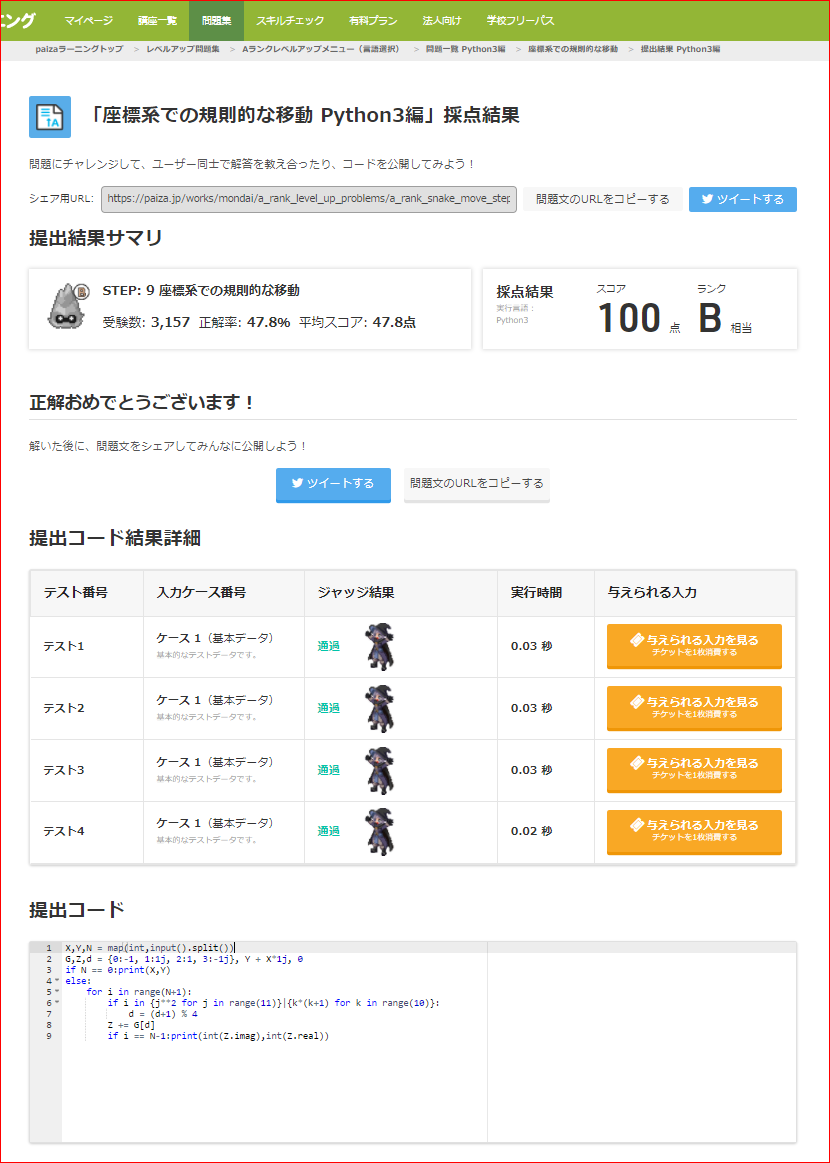 ニング マイページ 講座一覧 問題集 スキルチェック 有料プラン 法人向け 学校フリーパス
paizaラーニングトップ > レベルアップ問題集 > Aランクレベルアップメニュー（言語選択） > 問題一覧 Python3編 > 座標系での規則的な移動 > 提出結果 Python3編
「座標系での規則的な移動 Python3編」採点結果
問題にチャレンジして、ユーザー同士で解答を教え合ったり、コードを公開してみよう！
シェア用URL: https://paiza.jp/works/mondai/a_rank_level_up_problems/a_rank_snake_move_step 問題文のURLをコピーする ツイートする
提出結果サマリ
B
STEP: 9 座標系での規則的な移動
受験数: 3,157 正解率: 47.8% 平均スコア: 47.8点
採点結果
実行言語：
Python3
スコア
100 点
ランク
B 相当
正解おめでとうございます！
解いた後に、問題文をシェアしてみんなに公開しよう！
ツイートする 問題文のURLをコピーする
提出コード結果詳細
テスト番号 入力ケース番号 ジャッジ結果 実行時間 与えられる入力
テスト1 ケース 1（基本データ） 通過 0.03 秒 与えられる入力を見る
基本的なテストデータです。 チケットを1枚消費する
テスト2 ケース 1（基本データ） 通過 0.03 秒 与えられる入力を見る
基本的なテストデータです。 チケットを1枚消費する
テスト3 ケース 1（基本データ） 通過 0.03 秒 与えられる入力を見る
基本的なテストデータです。 チケットを1枚消費する
テスト4 ケース 1（基本データ） 通過 0.02 秒 与えられる入力を見る
基本的なテストデータです。 チケットを1枚消費する
提出コード
1 X,Y,N = map(int,input().split())
2 G,Z,d = {0:-1, 1:1j, 2:1, 3:-1j}, Y + X*1j, 0
3 if N == 0:print(X,Y)
4 else:
5     for i in range(N+1):
6         if i in {j**2 for j in range(11)}|{k*(k+1) for k in range(10)}:
7             d = (d+1) % 4
8         Z += G[d]
9         if i == N-1:print(int(Z.imag),int(Z.real))